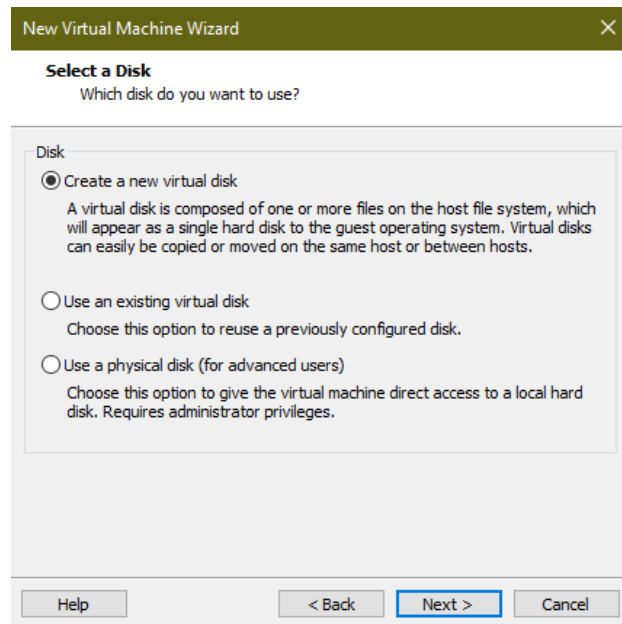 New Virtual Machine Wizard
Select a Disk
Which disk do you want to use?
Disk
Create a new virtual disk
A virtual disk is composed of one or more files on the host file system, which
will appear as a single hard disk to the guest operating system. Virtual disks
can easily be copied or moved on the same host or between hosts.
Use an existing virtual disk
Choose this option to reuse a previously configured disk.
Use a physical disk (for advanced users)
Choose this option to give the virtual machine direct access to a local hard
disk. Requires administrator privileges.
Help < Back Next > Cancel